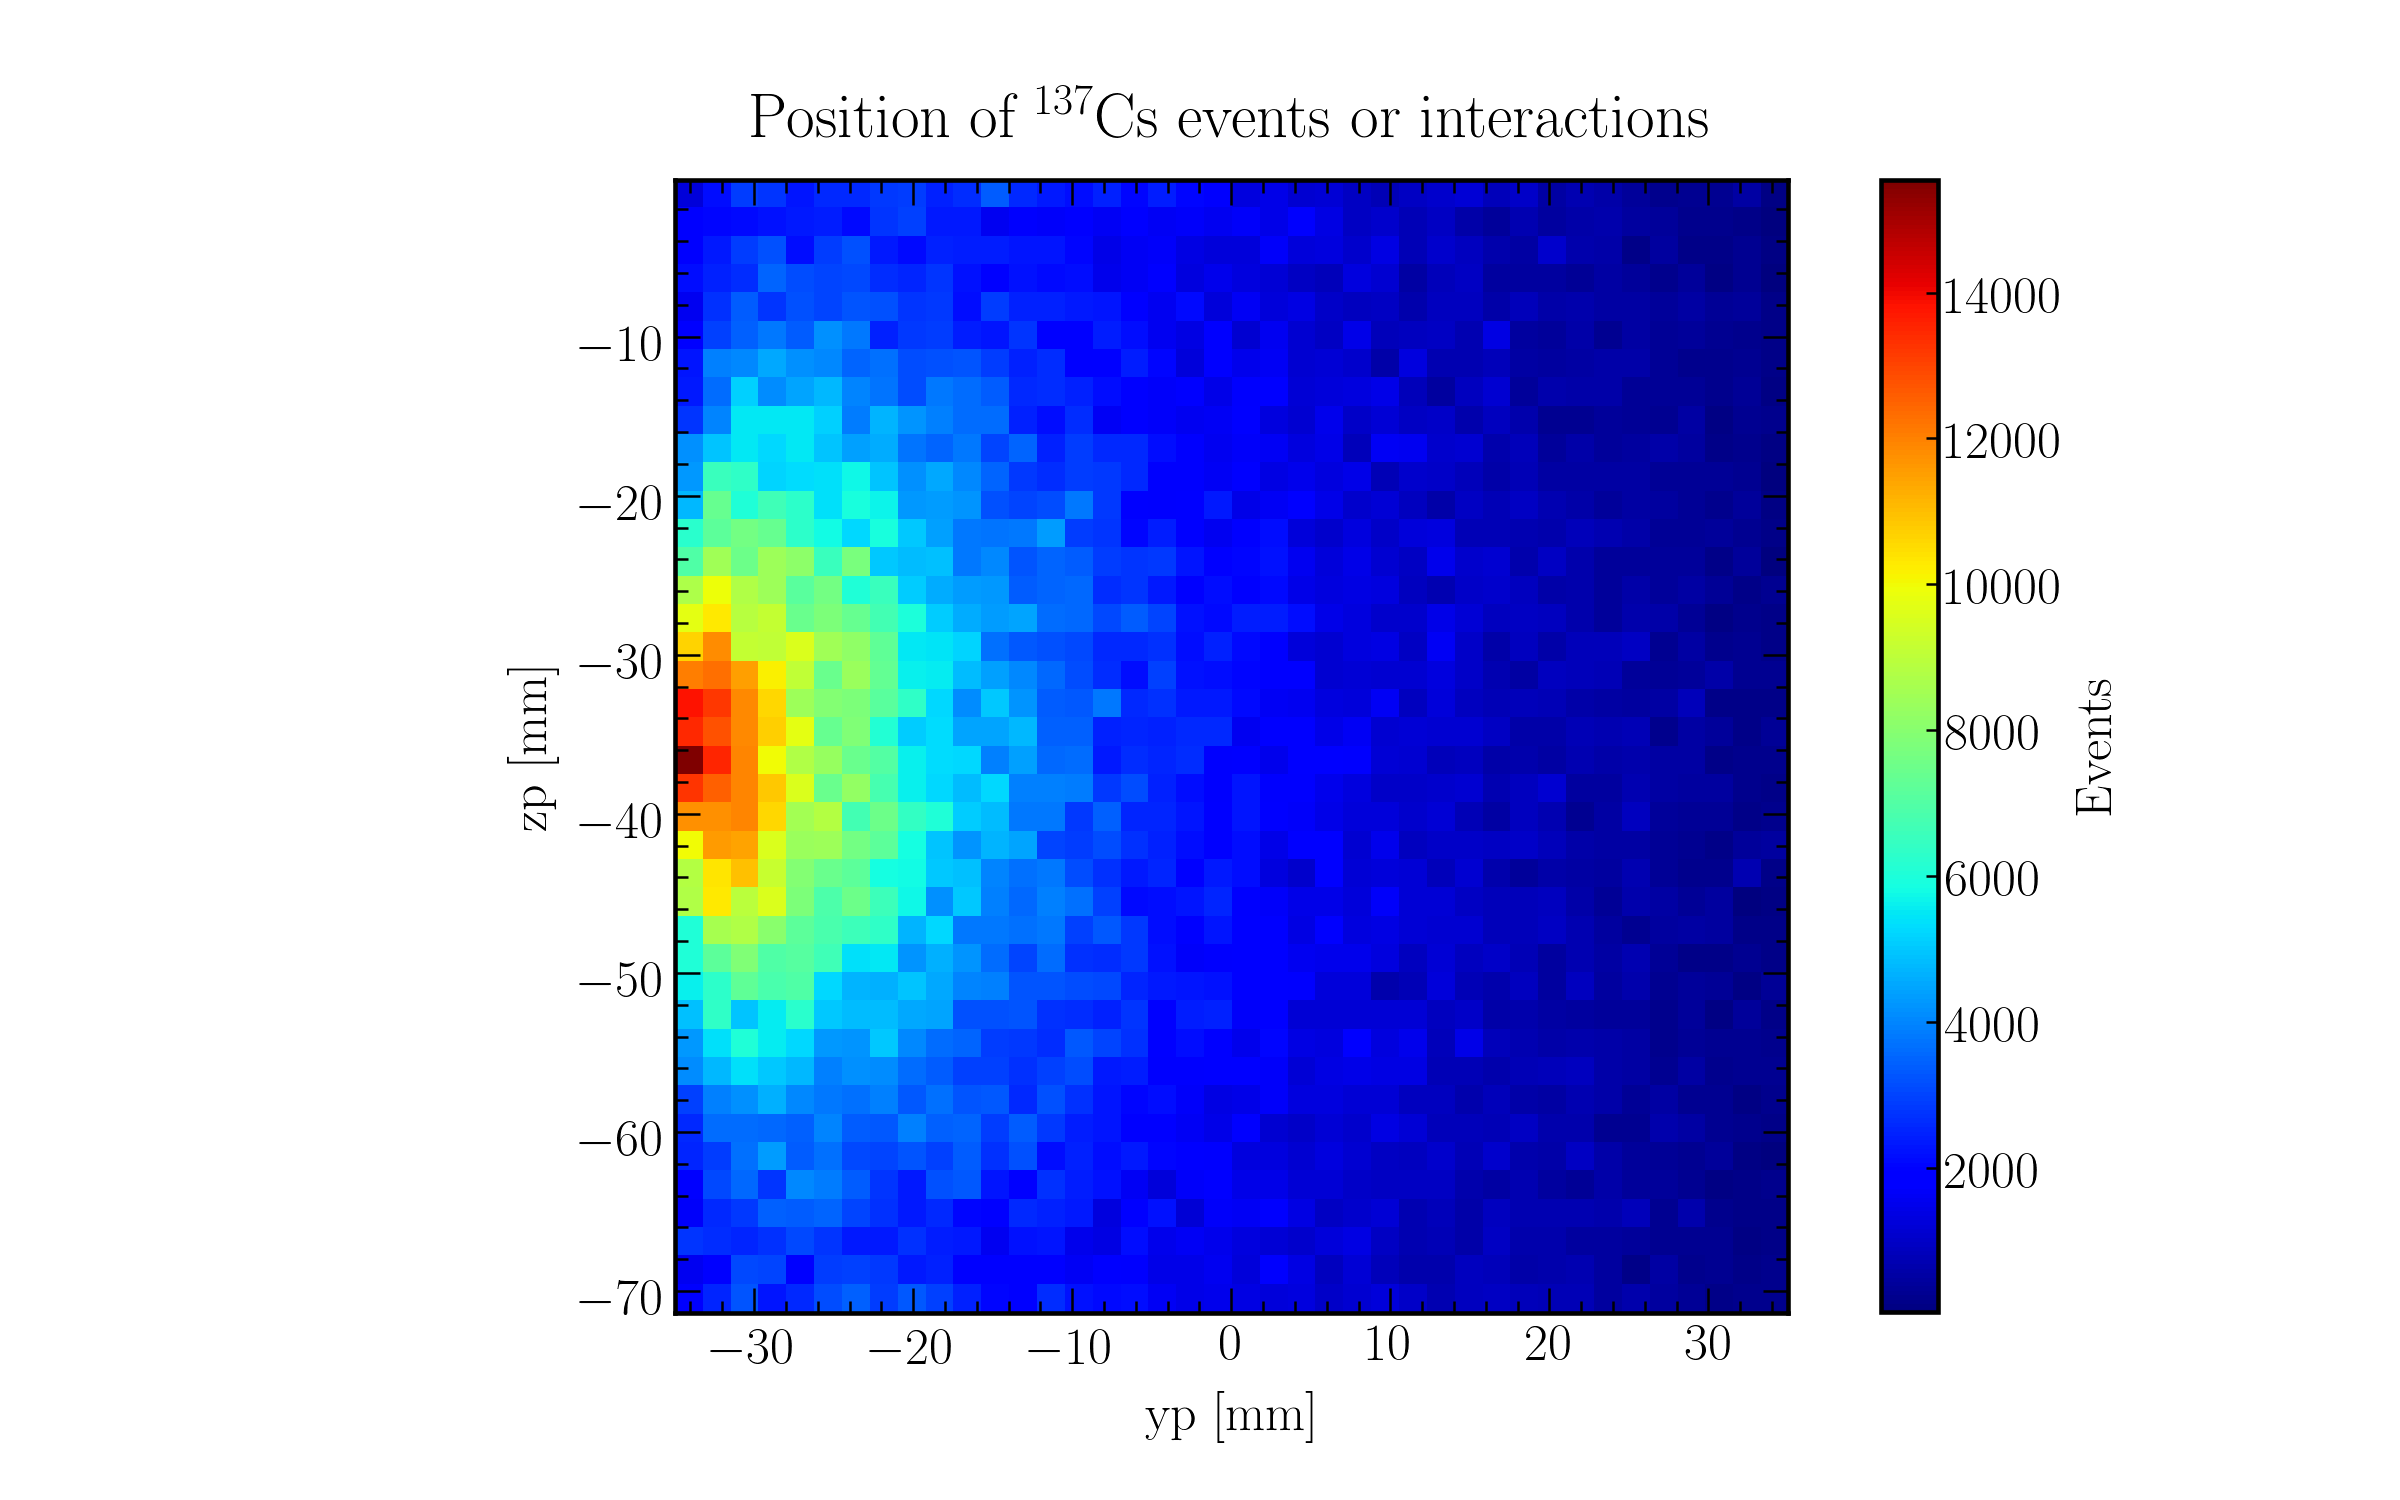 Position of ¹³⁷Cs events or interactions
−10
−20
−30
−40
−50
−60
−70
zp [mm]
−30 −20 −10 0 10 20 30
yp [mm]
14000
12000
10000
8000
6000
4000
2000
Events